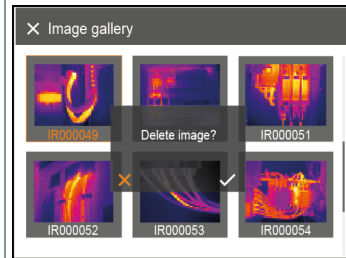 Image gallery
IR000049
Delete image?
IR000051
IR000052
IR000053
IR000054